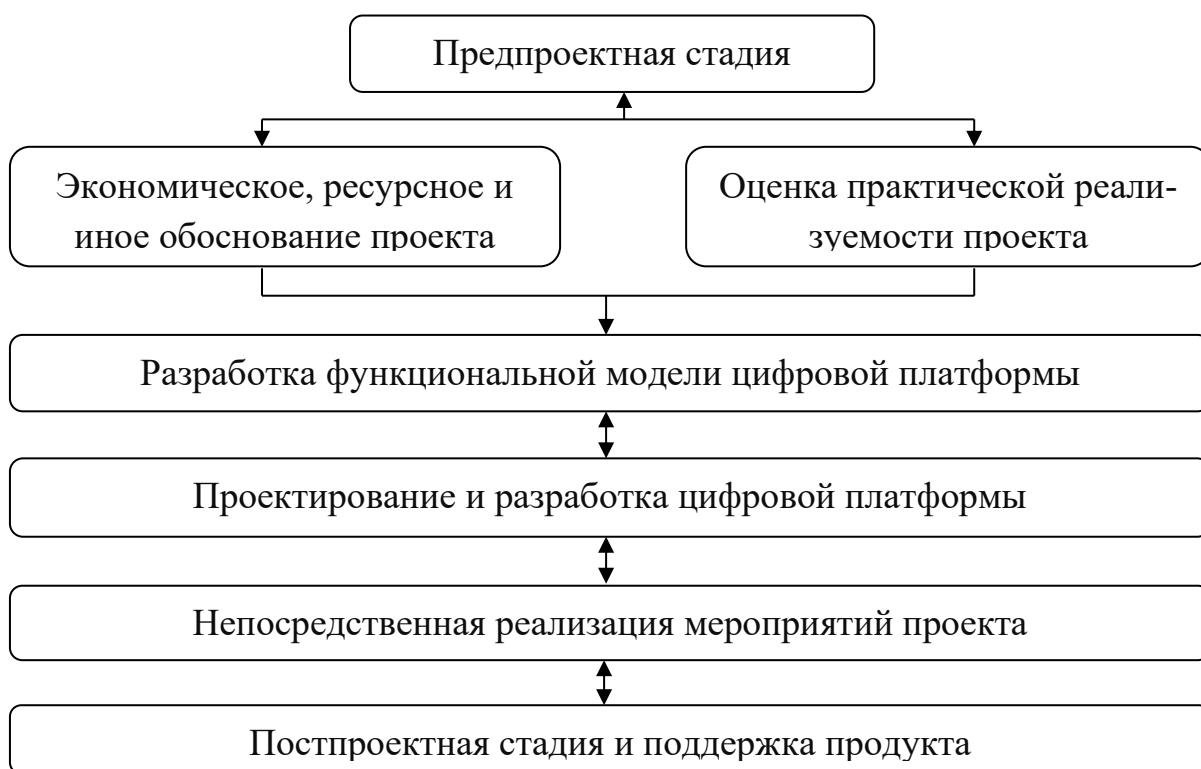 Предпроектная стадия
Экономическое, ресурсное и
иное обоснование проекта
Оценка практической реали-
зуемости проекта
Разработка функциональной модели цифровой платформы
Проектирование и разработка цифровой платформы
Непосредственная реализация мероприятий проекта
Постпроектная стадия и поддержка продукта